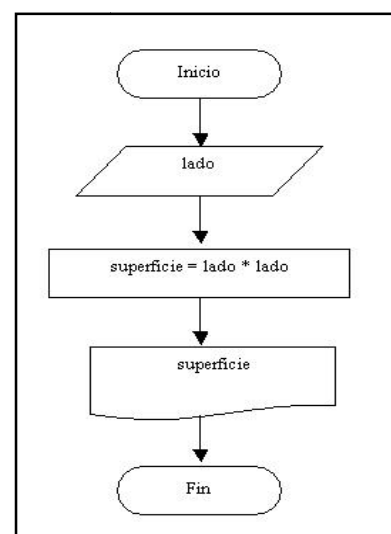 Inicio
lado
superficie = lado * lado
superficie
Fin